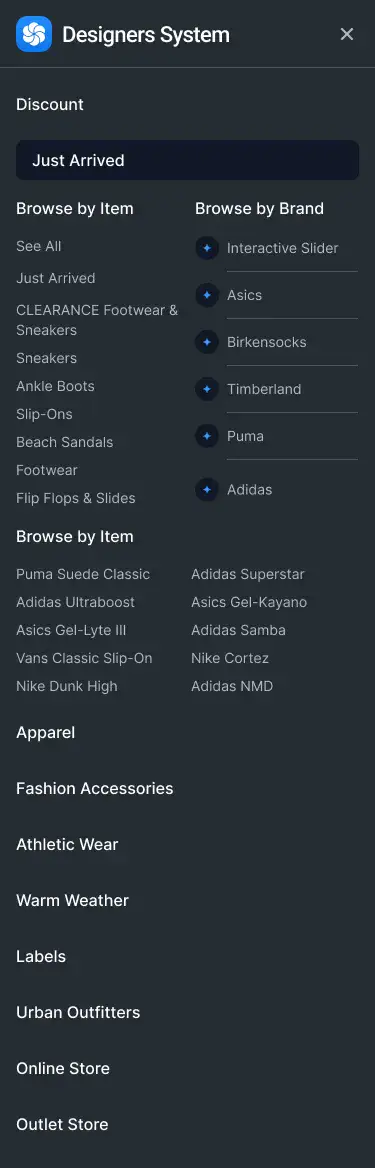 Designers System
Discount
Just Arrived
Browse by Item
See All
Just Arrived
CLEARANCE Footwear &
Sneakers
Sneakers
Ankle Boots
Slip-Ons
Beach Sandals
Footwear
Flip Flops & Slides
Browse by Brand
Interactive Slider
Asics
Birkensocks
Timberland
Puma
Adidas
Browse by Item
Puma Suede Classic
Adidas Ultraboost
Asics Gel-Lyte III
Vans Classic Slip-On
Nike Dunk High
Adidas Superstar
Asics Gel-Kayano
Adidas Samba
Nike Cortez
Adidas NMD
Apparel
Fashion Accessories
Athletic Wear
Warm Weather
Labels
Urban Outfitters
Online Store
Outlet Store